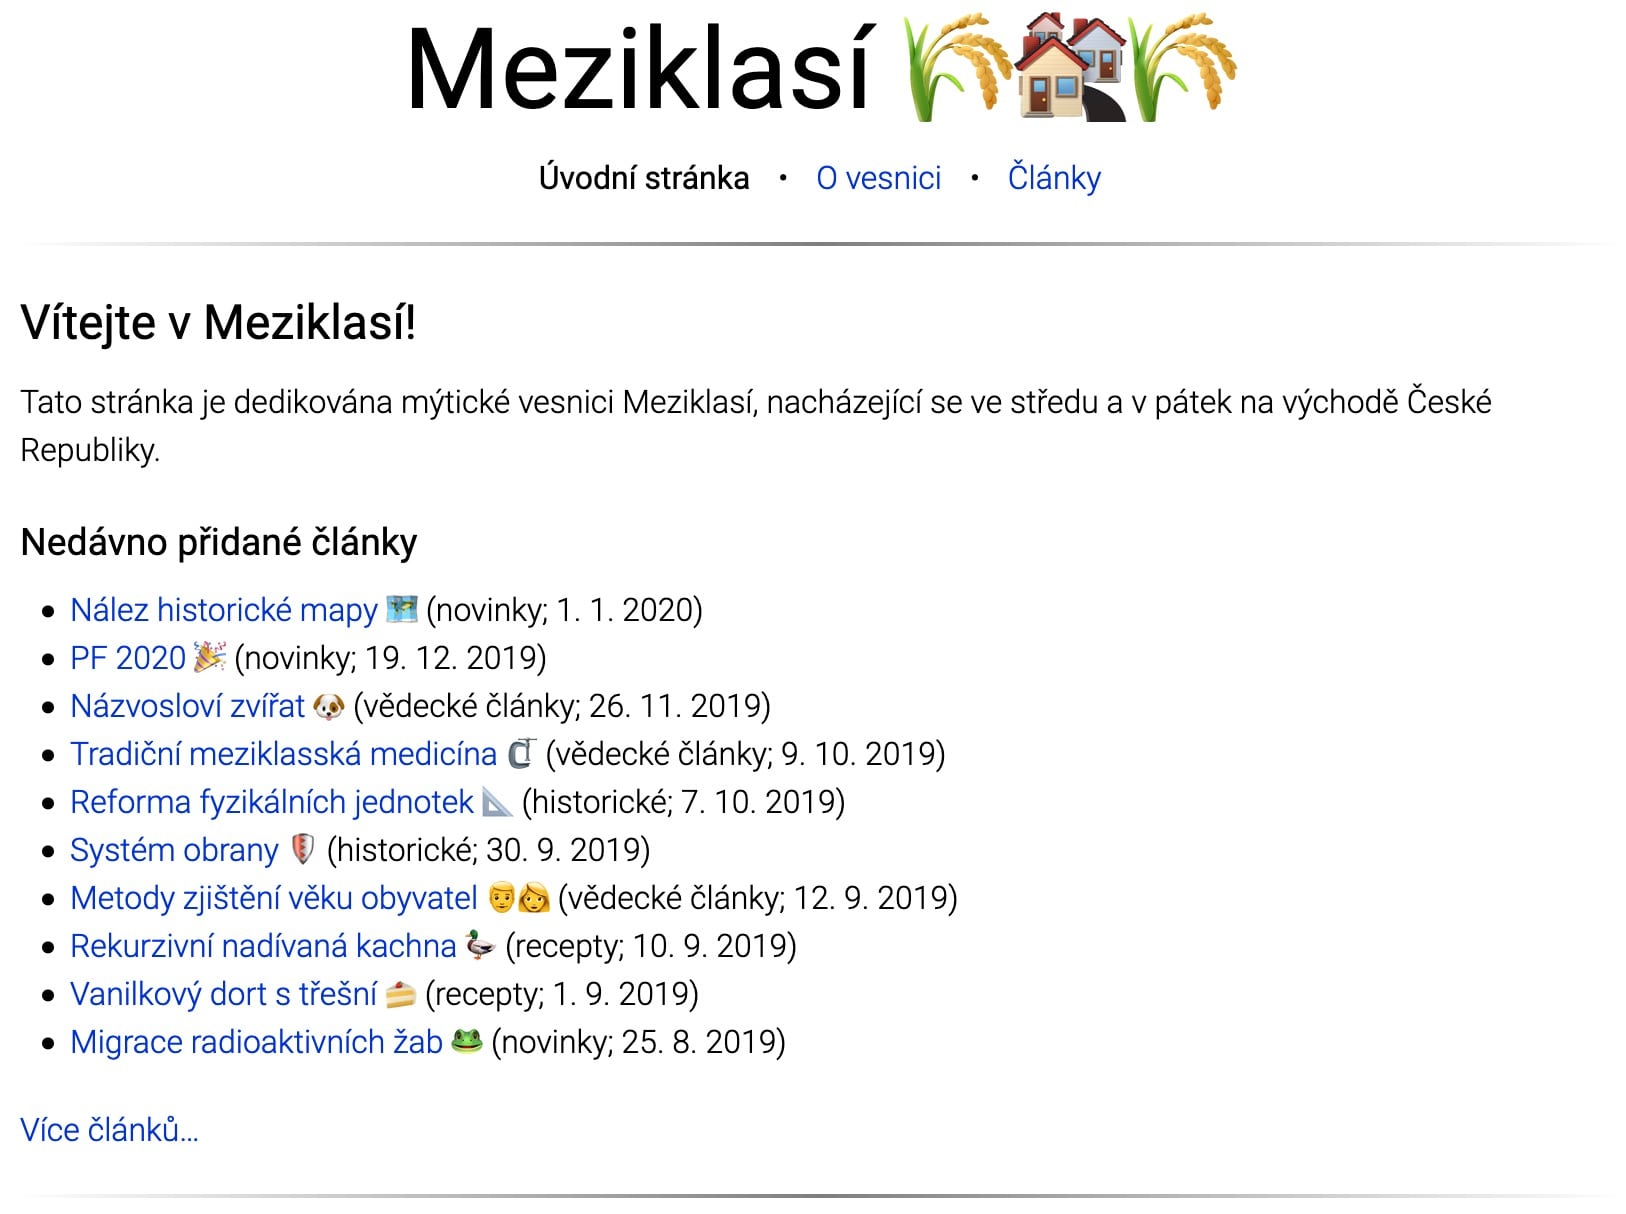 Meziklasí 🌾🏘️🌾
Úvodní stránka • O vesnici • Články
Vítejte v Meziklasí!
Tato stránka je dedikována mýtické vesnici Meziklasí, nacházející se ve středu a v pátek na východě České
Republiky.
Nedávno přidané články
• Nález historické mapy 🗺️ (novinky; 1. 1. 2020)
• PF 2020 🎉 (novinky; 19. 12. 2019)
• Názvosloví zvířat 🐶 (vědecké články; 26. 11. 2019)
• Tradiční meziklasská medicína 🗜️ (vědecké články; 9. 10. 2019)
• Reforma fyzikálních jednotek 📐 (historické; 7. 10. 2019)
• Systém obrany 🛡️ (historické; 30. 9. 2019)
• Metody zjištění věku obyvatel 👨👩 (vědecké články; 12. 9. 2019)
• Rekurzivní nadívaná kachna 🦆 (recepty; 10. 9. 2019)
• Vanilkový dort s třešní 🍰 (recepty; 1. 9. 2019)
• Migrace radioaktivních žab 🐸 (novinky; 25. 8. 2019)
Více článků…